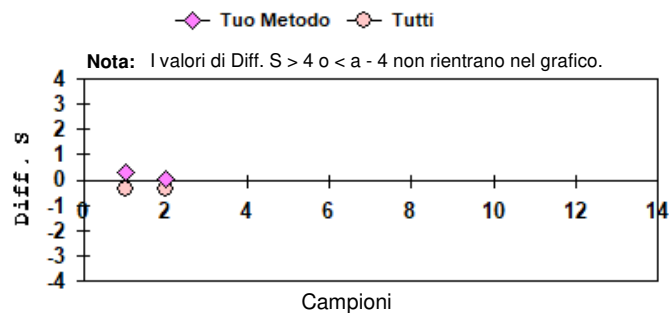 Tuo Metodo Tutti
Nota: I valori di Diff. S > 4 o < a - 4 non rientrano nel grafico.
4
3
2
1
0
-1
-2
-3
-4
Diff. S
0 2 4 6 8 10 12 14
Campioni